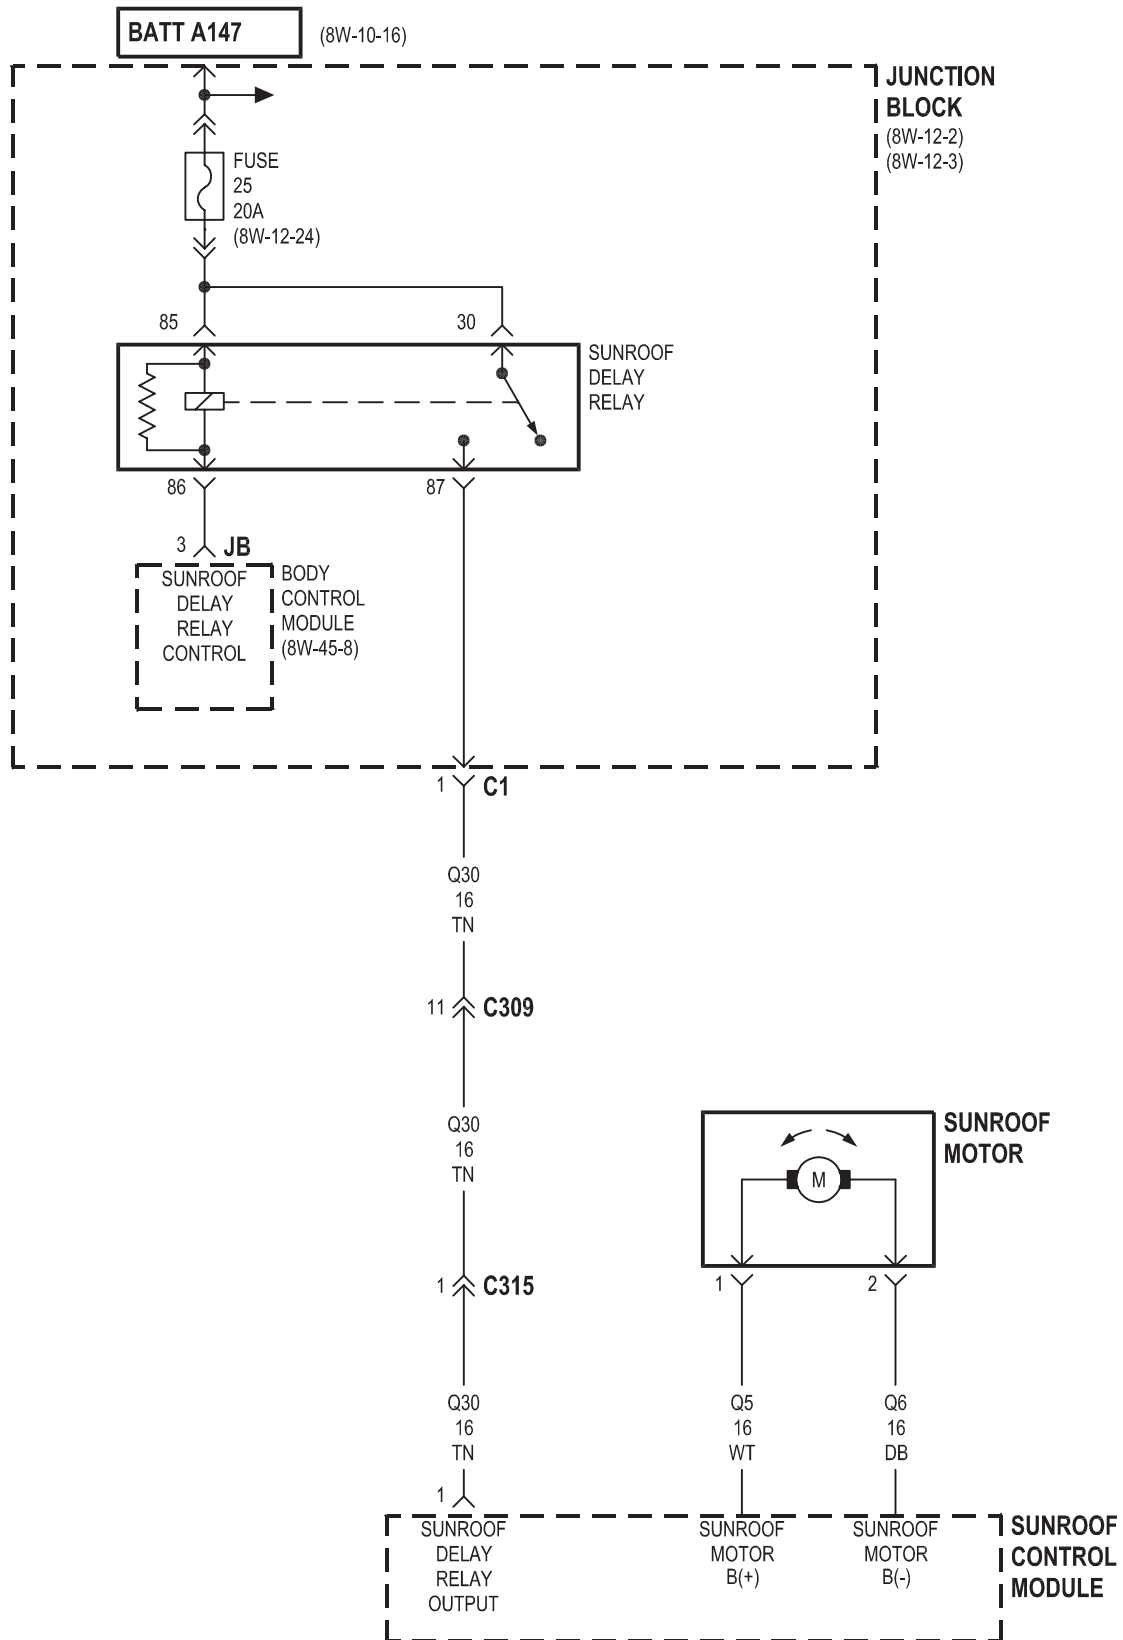 BATT A147
(8W-10-16)
JUNCTION
BLOCK
(8W-12-2)
(8W-12-3)
FUSE
25
20A
(8W-12-24)
85
30
SUNROOF
DELAY
RELAY
86
87
3
JB
SUNROOF
DELAY
RELAY
CONTROL
BODY
CONTROL
MODULE
(8W-45-8)
1
C1
Q30
16
TN
11
C309
Q30
16
TN
SUNROOF
MOTOR
M
1
2
1
C315
Q30
16
TN
Q5
16
WT
Q6
16
DB
1
SUNROOF
DELAY
RELAY
OUTPUT
SUNROOF
MOTOR
B(+)
SUNROOF
MOTOR
B(-)
SUNROOF
CONTROL
MODULE